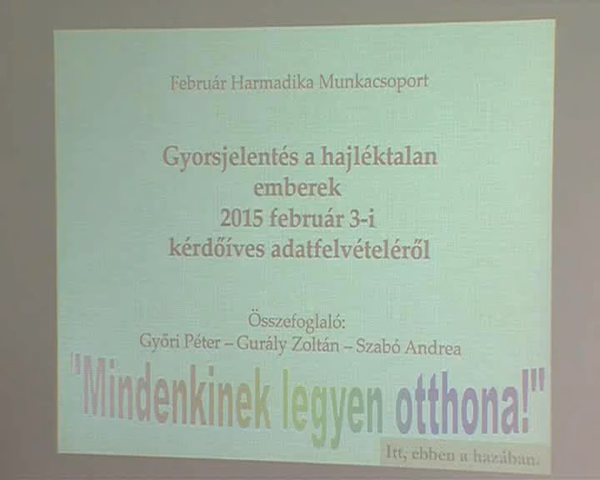 Február Harmadika Munkacsoport
Gyorsjelentés a hajléktalan
emberek
2015 február 3-i
kérdőíves adatfelvételéről
Összefoglaló:
Győri Péter – Gurály Zoltán – Szabó Andrea
"Mindenkinek legyen otthona!"
Itt, ebben a hazában.